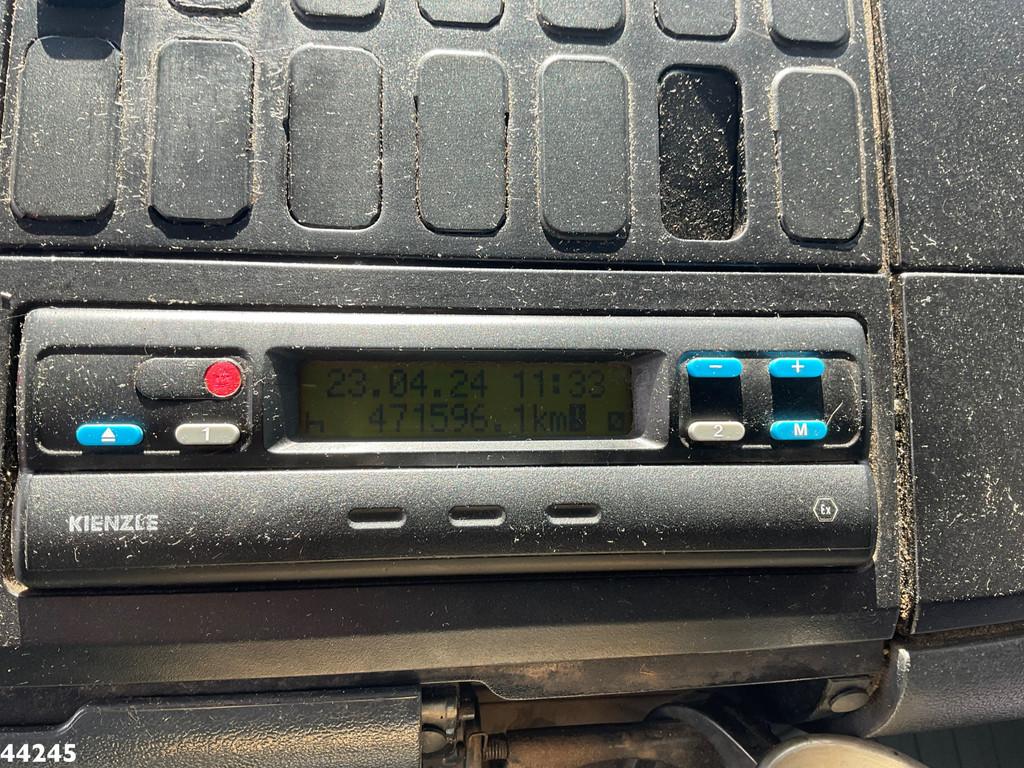 23.04.24 11:33
471596.1km
1
2
− +
M
KIENZLE
Ex
44245